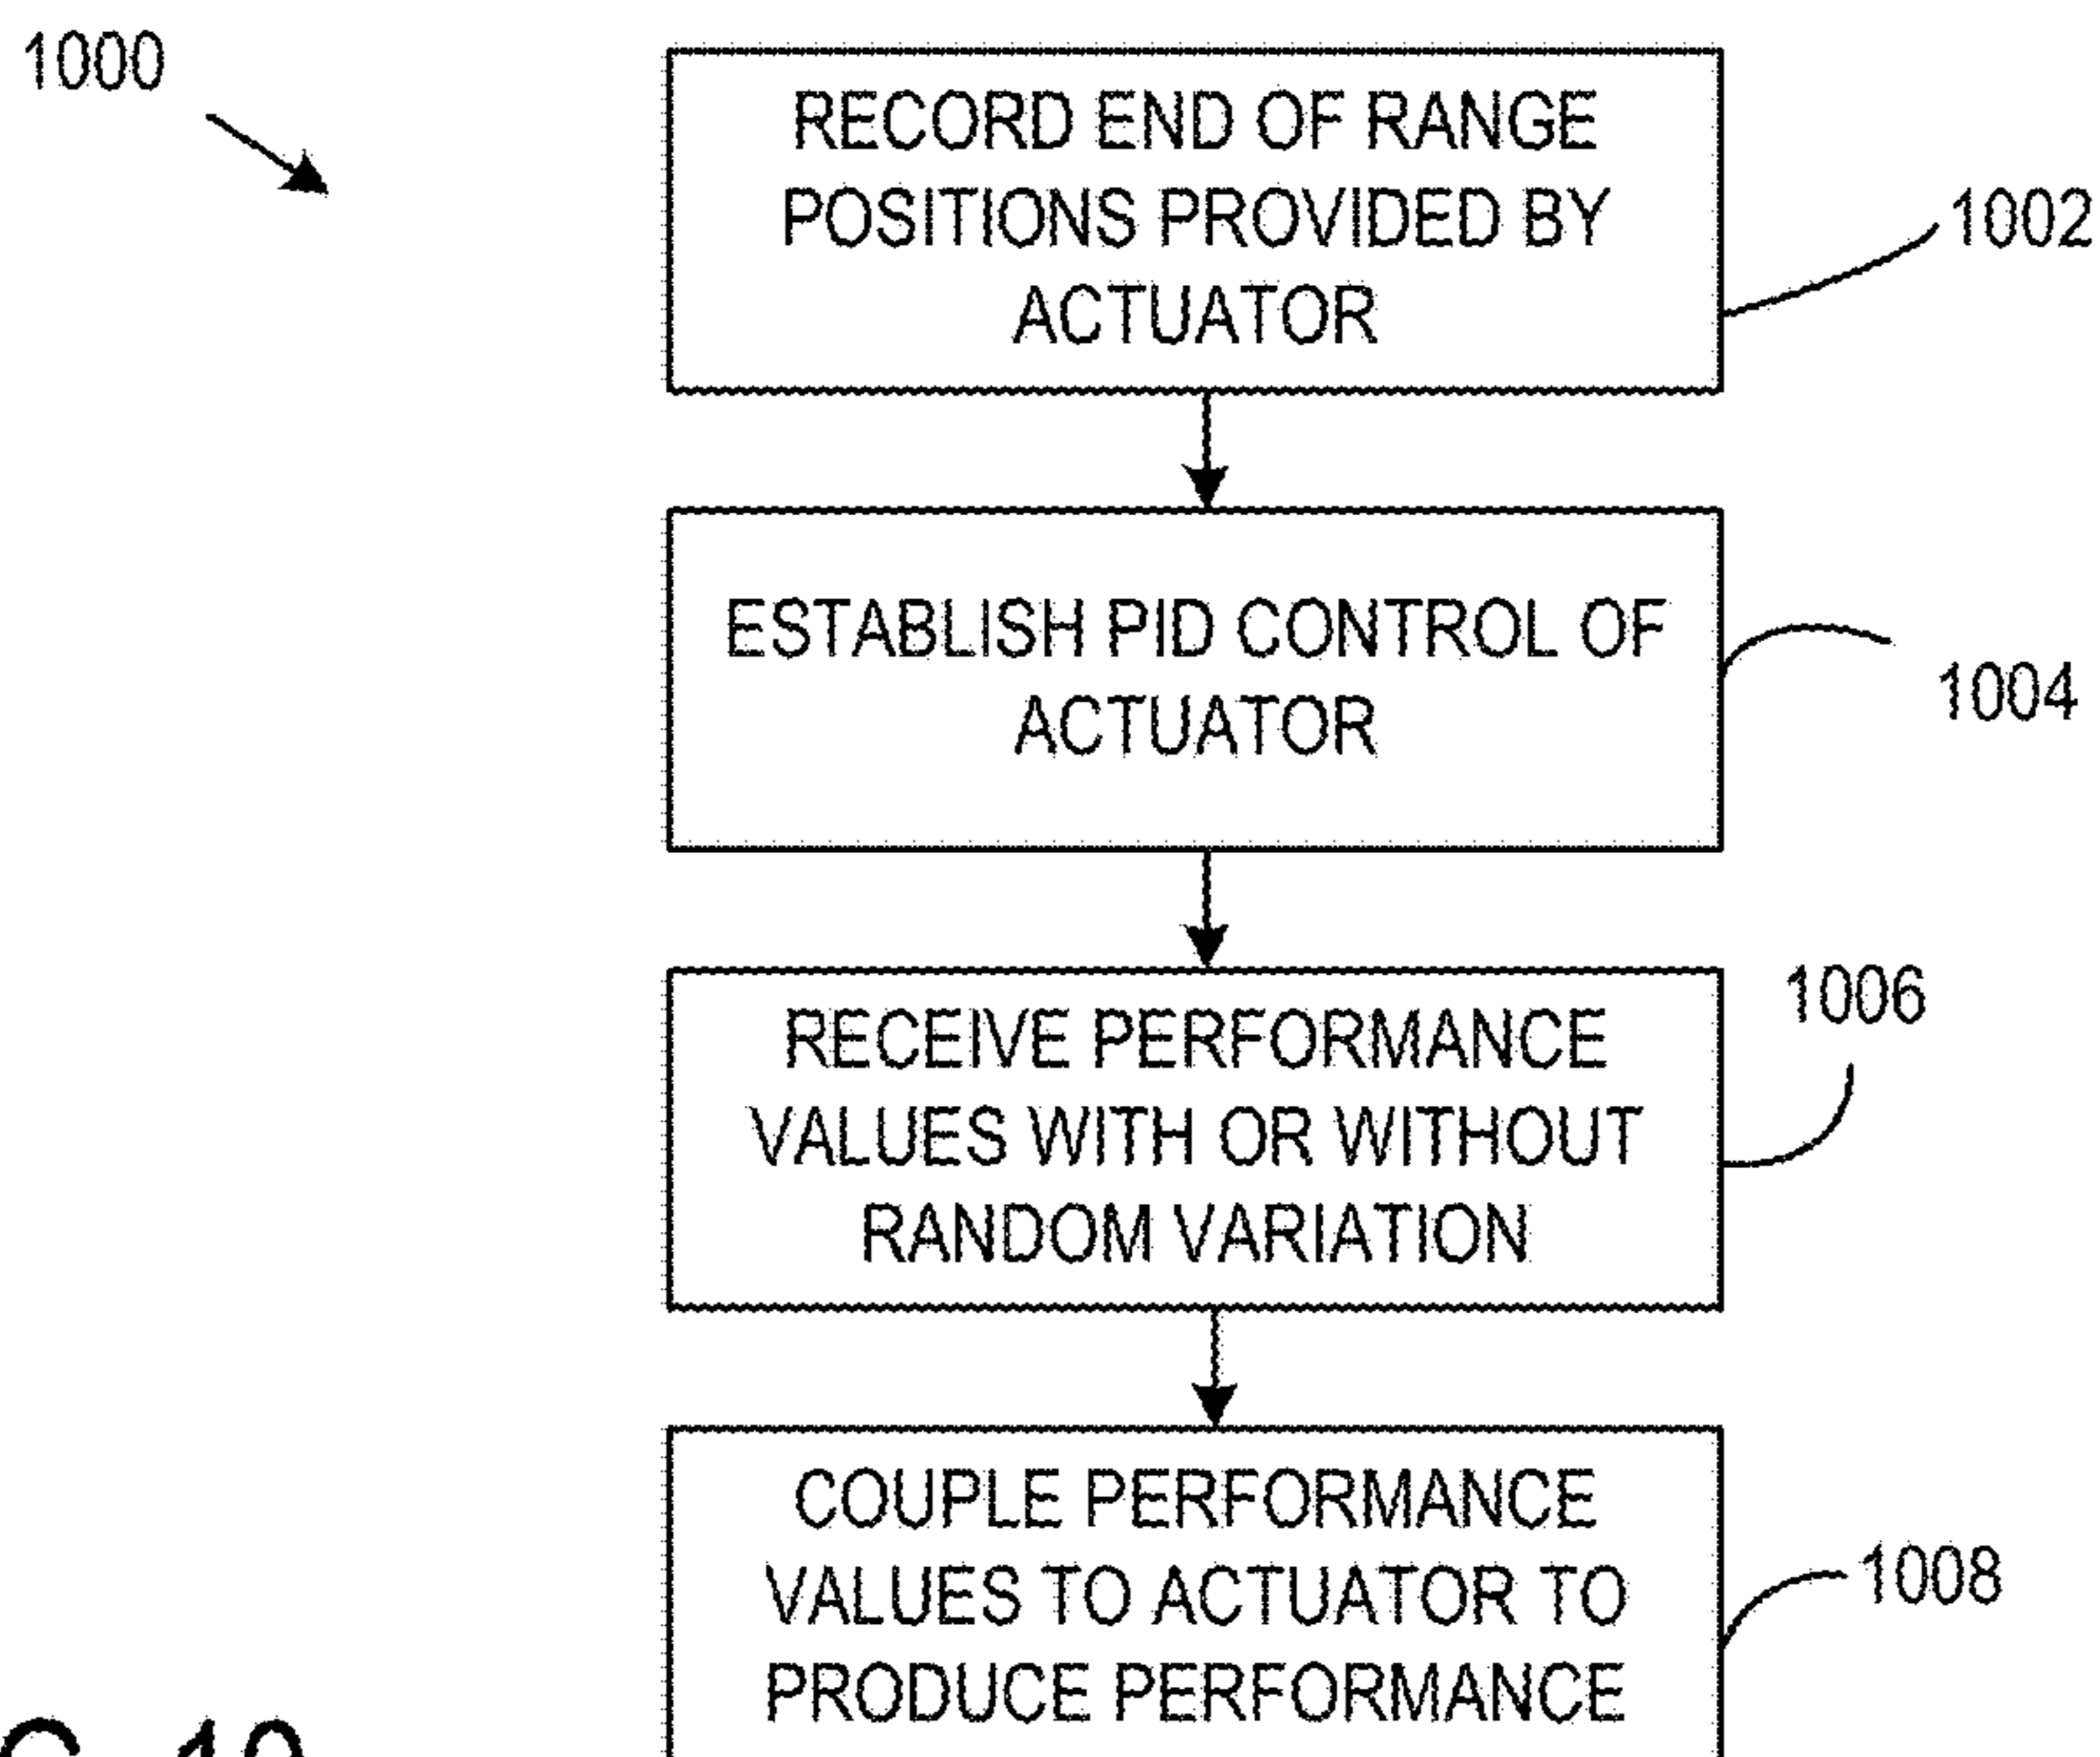 1000
RECORD END OF RANGE
POSITIONS PROVIDED BY
ACTUATOR
1002
ESTABLISH PID CONTROL OF
ACTUATOR
1004
RECEIVE PERFORMANCE
VALUES WITH OR WITHOUT
RANDOM VARIATION
1006
COUPLE PERFORMANCE
VALUES TO ACTUATOR TO
PRODUCE PERFORMANCE
1008